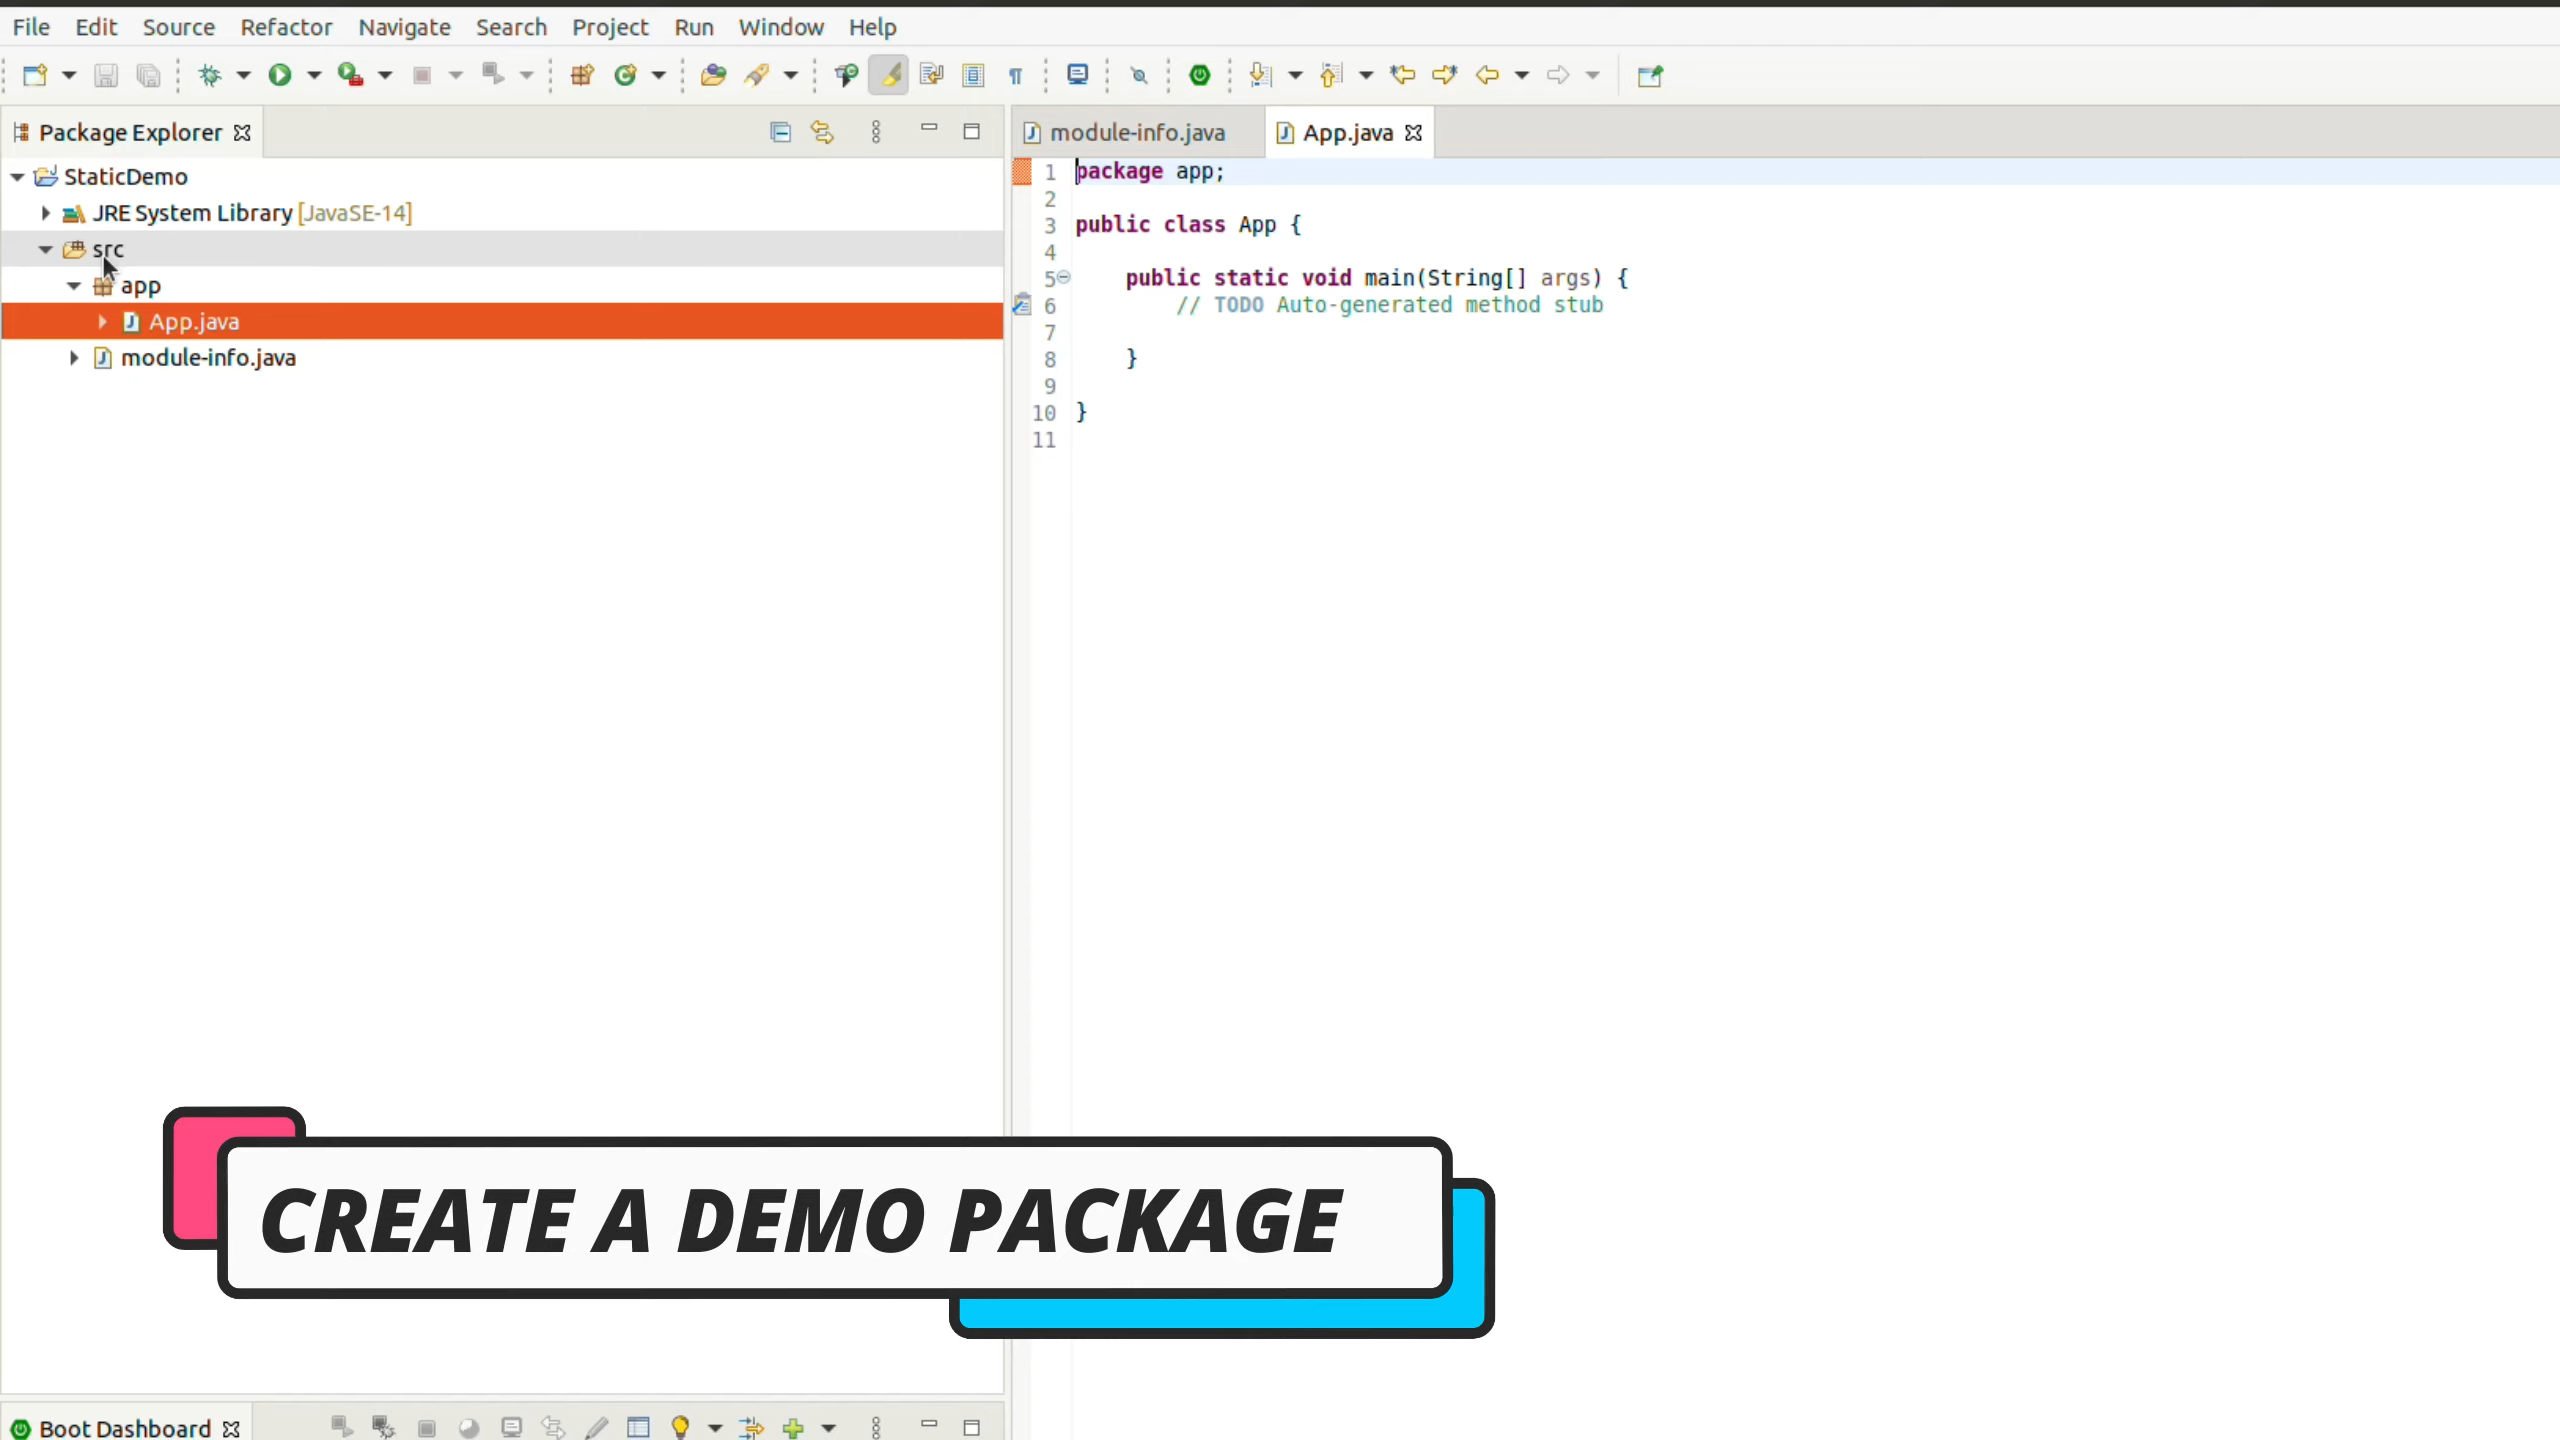 File Edit Source Refactor Navigate Search Project Run Window Help
Package Explorer
StaticDemo
JRE System Library [JavaSE-14]
src
app
App.java
module-info.java
module-info.java App.java
1 package app;
2
3 public class App {
4
5 public static void main(String[] args) {
6 // TODO Auto-generated method stub
7
8 }
9
10 }
11
CREATE A DEMO PACKAGE
Boot Dashboard